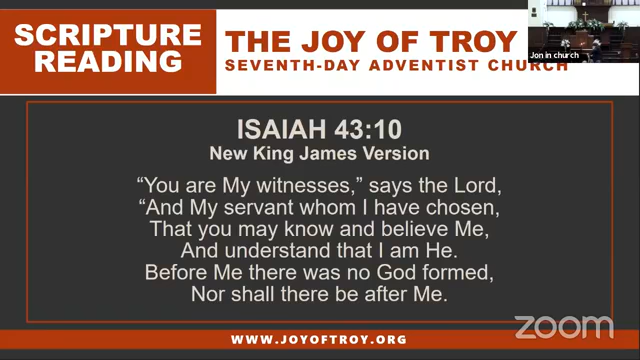 SCRIPTURE
READING
THE JOY OF TROY
SEVENTH-DAY ADVENTIST CHURCH
Jon in church
ISAIAH 43:10
New King James Version
“You are My witnesses,” says the Lord,
“And My servant whom I have chosen,
That you may know and believe Me,
And understand that I am He.
Before Me there was no God formed,
Nor shall there be after Me.
zoom
WWW.JOYOFTROY.ORG